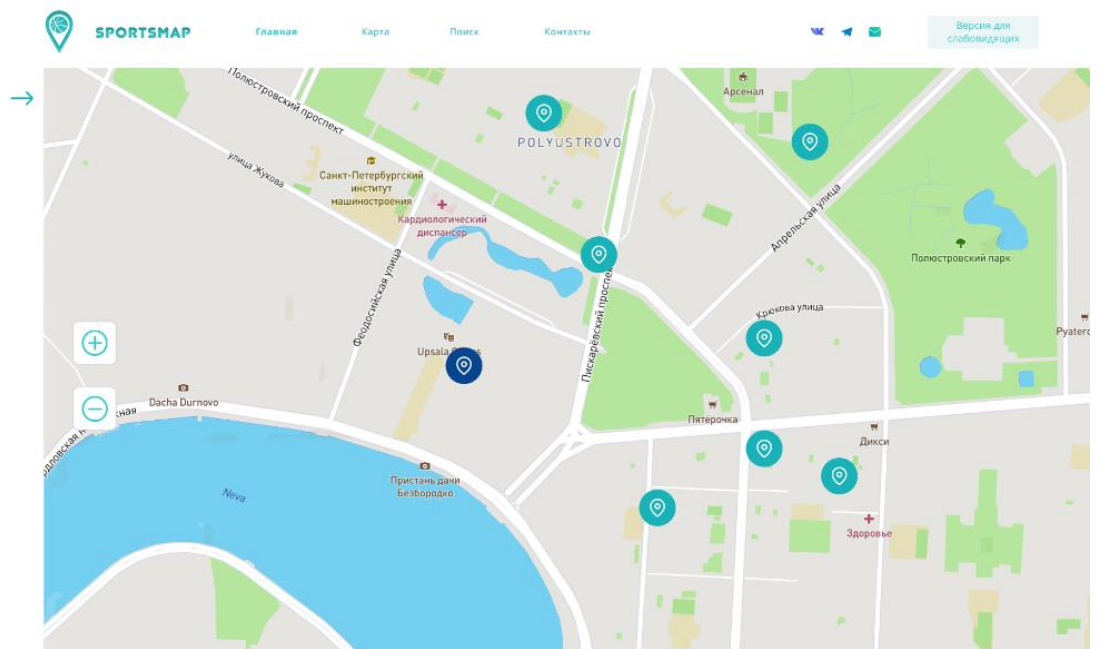 SPORTSMAP
Главная
Карта
Поиск
Контакты
Версия для
слабовидящих
Полюстровский проспект
Арсенал
POLYUSTROVO
улица Жукова
Санкт-Петербургский
институт
машиностроения
Кардиологический
диспансер
Апрельская улица
Полюстровский парк
Феодосийская улица
Пискарёвский
Крюкова улица
Upsala
Dacha Durnovo
Пятёрочка
Дикси
Пристань дачи
Безбородко
Neva
Здоровье